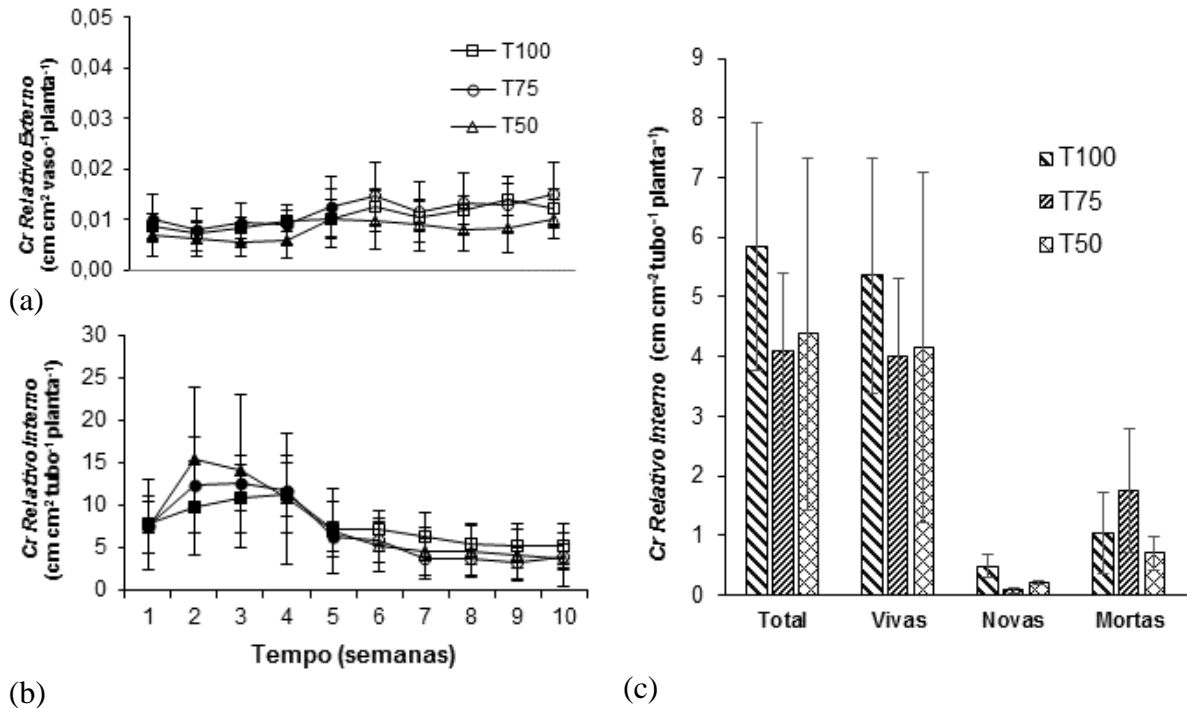 0,05
0,04
0,03
0,02
0,01
0,00
Cr Relativo Externo
(cm cm² vaso⁻¹ planta⁻¹)
T100
T75
T50
(a)
30
25
20
15
10
5
0
Cr Relativo Interno
(cm cm⁻² tubo⁻¹ planta⁻¹)
1 2 3 4 5 6 7 8 9 10
Tempo (semanas)
(b)
9
8
7
6
5
4
3
2
1
0
Cr Relativo Interno (cm cm⁻² tubo⁻¹ planta⁻¹)
T100
T75
T50
Total Vivas Novas Mortas
(c)